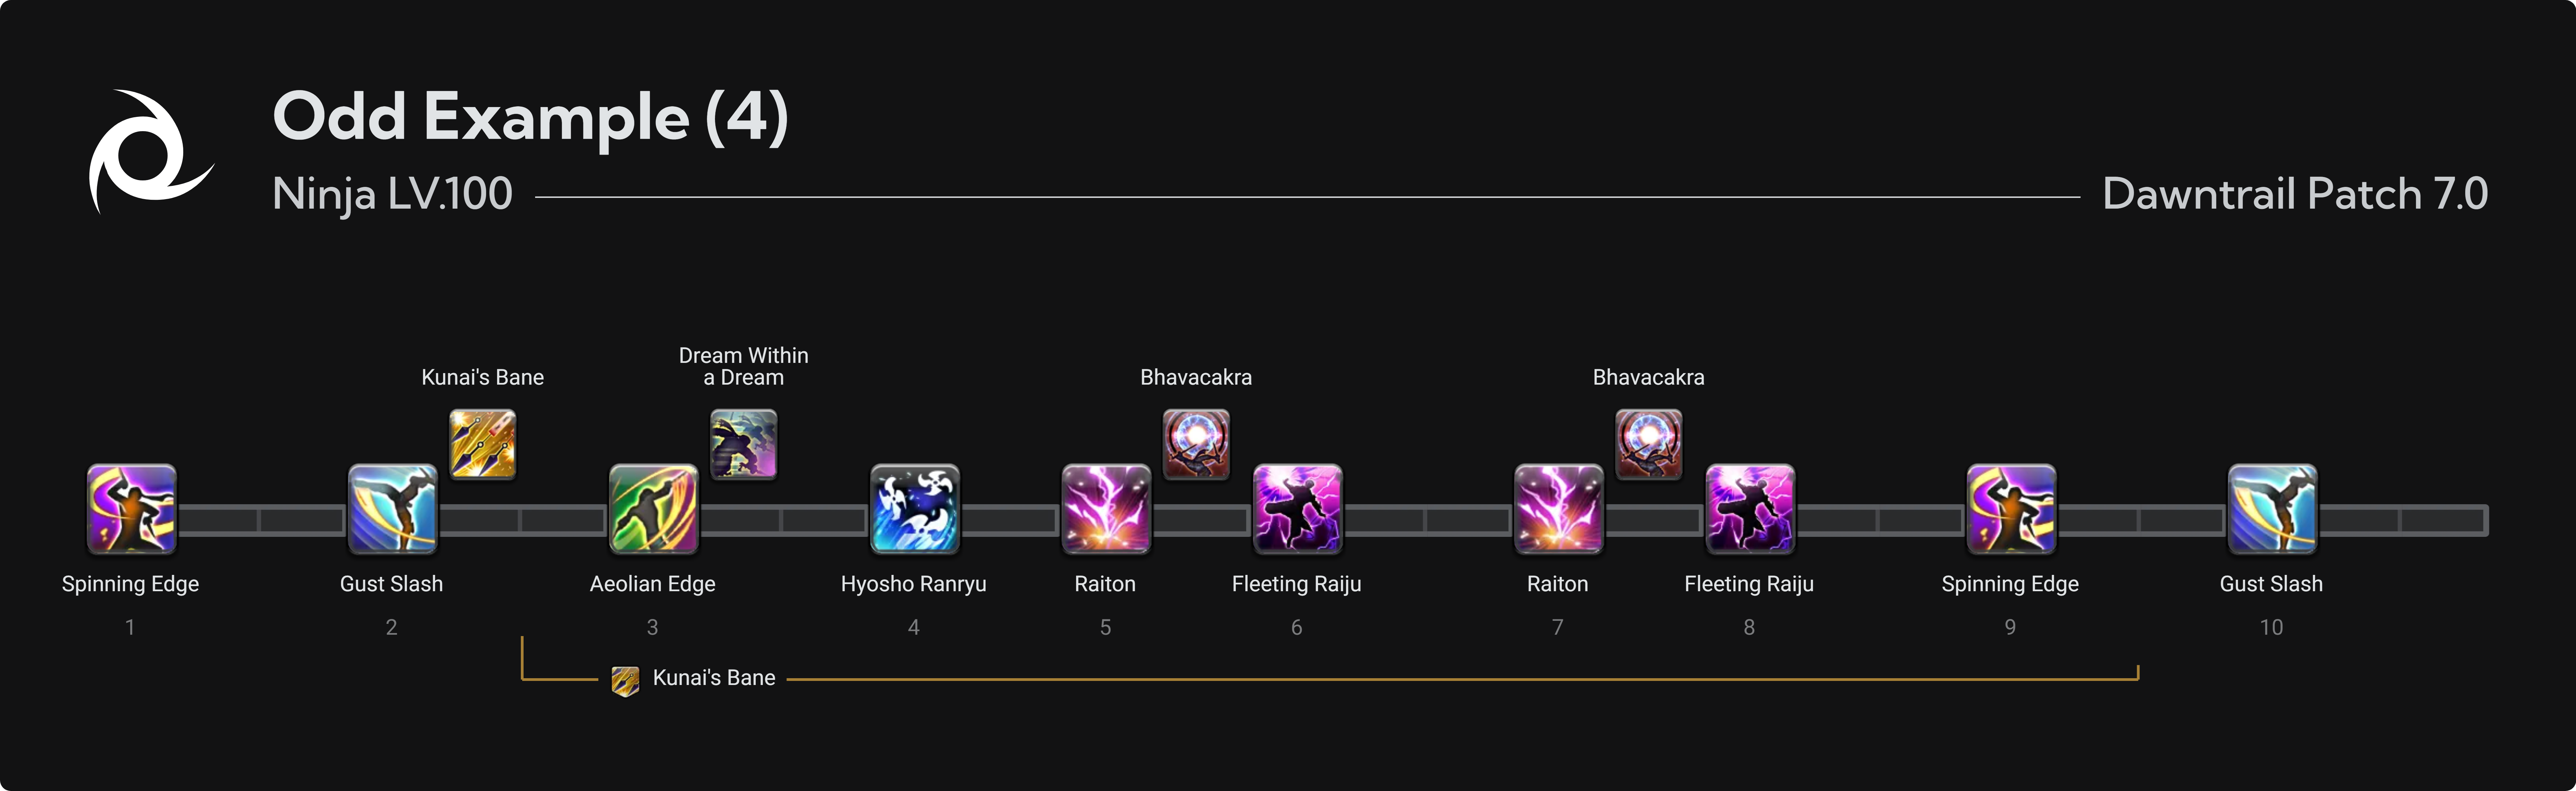 Odd Example (4)
Ninja LV.100
Dawntrail Patch 7.0
Kunai's Bane
Dream Within
a Dream
Bhavacakra
Bhavacakra
Spinning Edge
Gust Slash
Aeolian Edge
Hyosho Ranryu
Raiton
Fleeting Raiju
Raiton
Fleeting Raiju
Spinning Edge
Gust Slash
1
2
3
4
5
6
7
8
9
10
Kunai's Bane